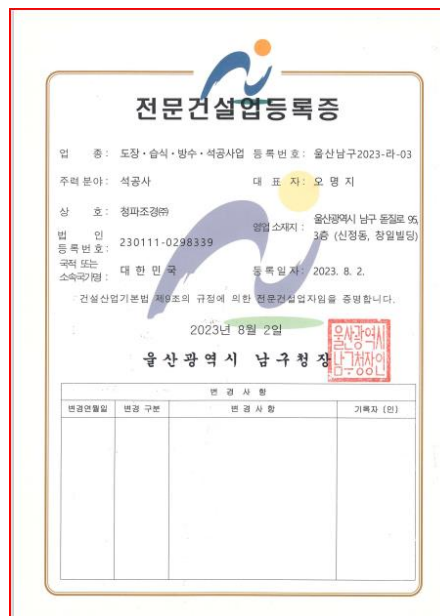 전문건설업등록증
업 종 : 도장・습식・방수・석공사업 등록번호 : 울산남구2023-라-03
주력분야 : 석공사 대 표 자 : 오 명 지
상 호 : 청파조경㈜ 영업소재지 : 울산광역시 남구 돋질로 95, 3층 (신정동, 창일빌딩)
법 인 등록번호 : 230111-0298339
국적 또는 소속국가명 : 대 한 민 국 등록일자 : 2023. 8. 2.
건설산업기본법 제9조의 규정에 의한 전문건설업자임을 증명합니다.
2023년 8월 2일
울산광역시 남구청장
울산광역시남구청장인
변 경 사 항
변경연월일 변경 구분 변 경 사 항 기록자 (인)